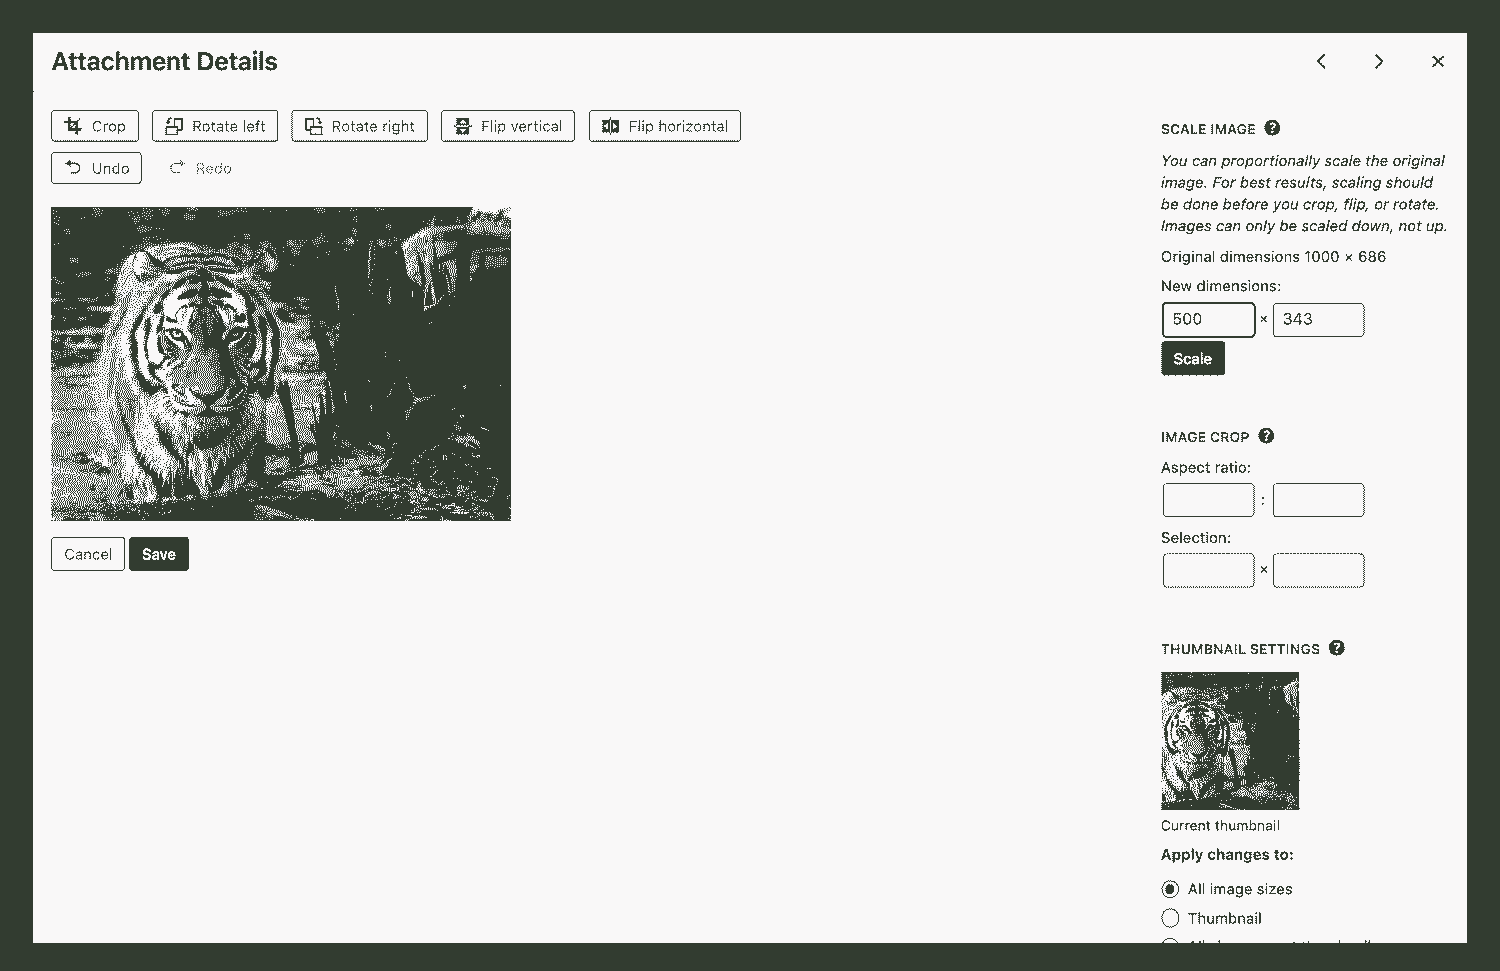 Attachment Details
Crop
Rotate left
Rotate right
Flip vertical
Flip horizontal
Undo
Redo
Cancel
Save
SCALE IMAGE
You can proportionally scale the original
image. For best results, scaling should
be done before you crop, flip, or rotate.
Images can only be scaled down, not up.
Original dimensions 1000 × 686
New dimensions:
500 × 343
Scale
IMAGE CROP
Aspect ratio:
:
Selection:
×
THUMBNAIL SETTINGS
Current thumbnail
Apply changes to:
All image sizes
Thumbnail